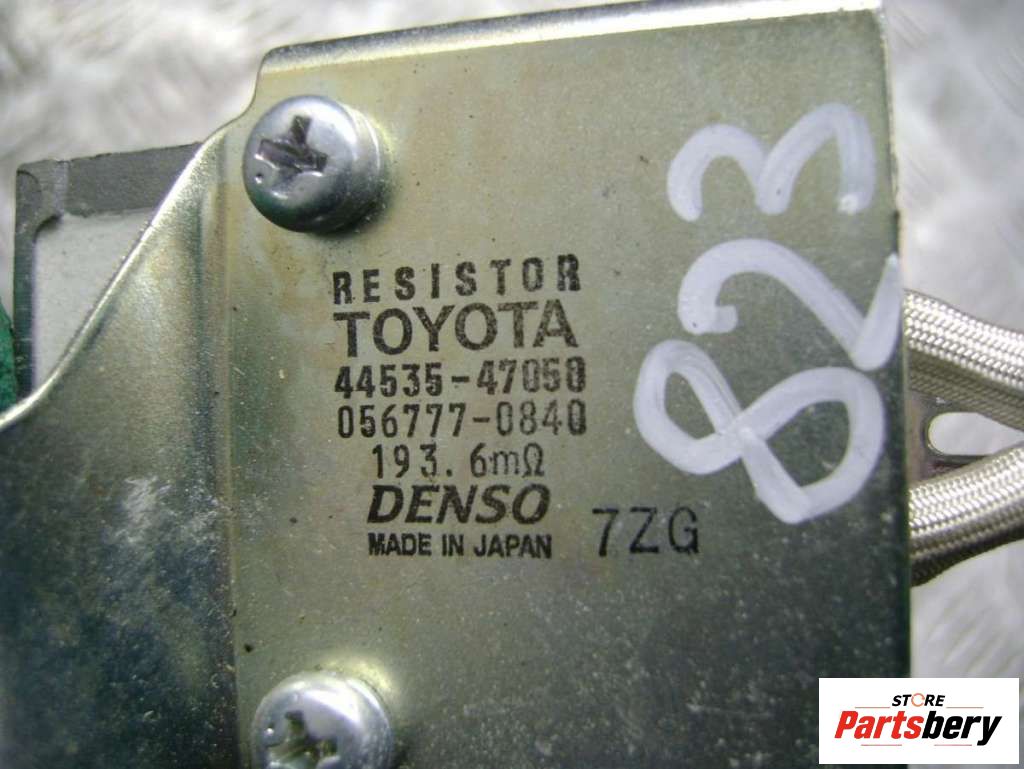 RESISTOR
TOYOTA
44535-47050
056777-0840
193.6mΩ
DENSO
MADE IN JAPAN
7ZG
823
STORE
Partsbery